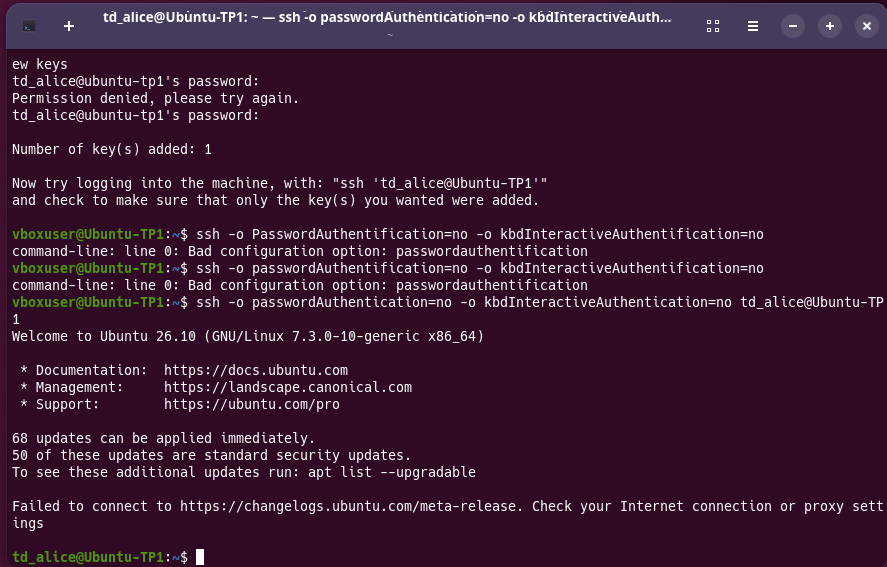 td_alice@Ubuntu-TP1: ~ — ssh -o passwordAuthentication=no -o kbdInteractiveAuth...
~
ew keys
td_alice@ubuntu-tp1's password:
Permission denied, please try again.
td_alice@ubuntu-tp1's password:
Number of key(s) added: 1
Now try logging into the machine, with: "ssh 'td_alice@Ubuntu-TP1'"
and check to make sure that only the key(s) you wanted were added.
vboxuser@Ubuntu-TP1:~$ ssh -o PasswordAuthentification=no -o kbdInteractiveAuthentification=no
command-line: line 0: Bad configuration option: passwordauthentification
vboxuser@Ubuntu-TP1:~$ ssh -o passwordAuthentification=no -o kbdInteractiveAuthentification=no
command-line: line 0: Bad configuration option: passwordauthentification
vboxuser@Ubuntu-TP1:~$ ssh -o passwordAuthentication=no -o kbdInteractiveAuthentication=no td_alice@Ubuntu-TP
1
Welcome to Ubuntu 26.10 (GNU/Linux 7.3.0-10-generic x86_64)
* Documentation:  https://docs.ubuntu.com
* Management:     https://landscape.canonical.com
* Support:        https://ubuntu.com/pro
68 updates can be applied immediately.
50 of these updates are standard security updates.
To see these additional updates run: apt list --upgradable
Failed to connect to https://changelogs.ubuntu.com/meta-release. Check your Internet connection or proxy sett
ings
td_alice@Ubuntu-TP1:~$